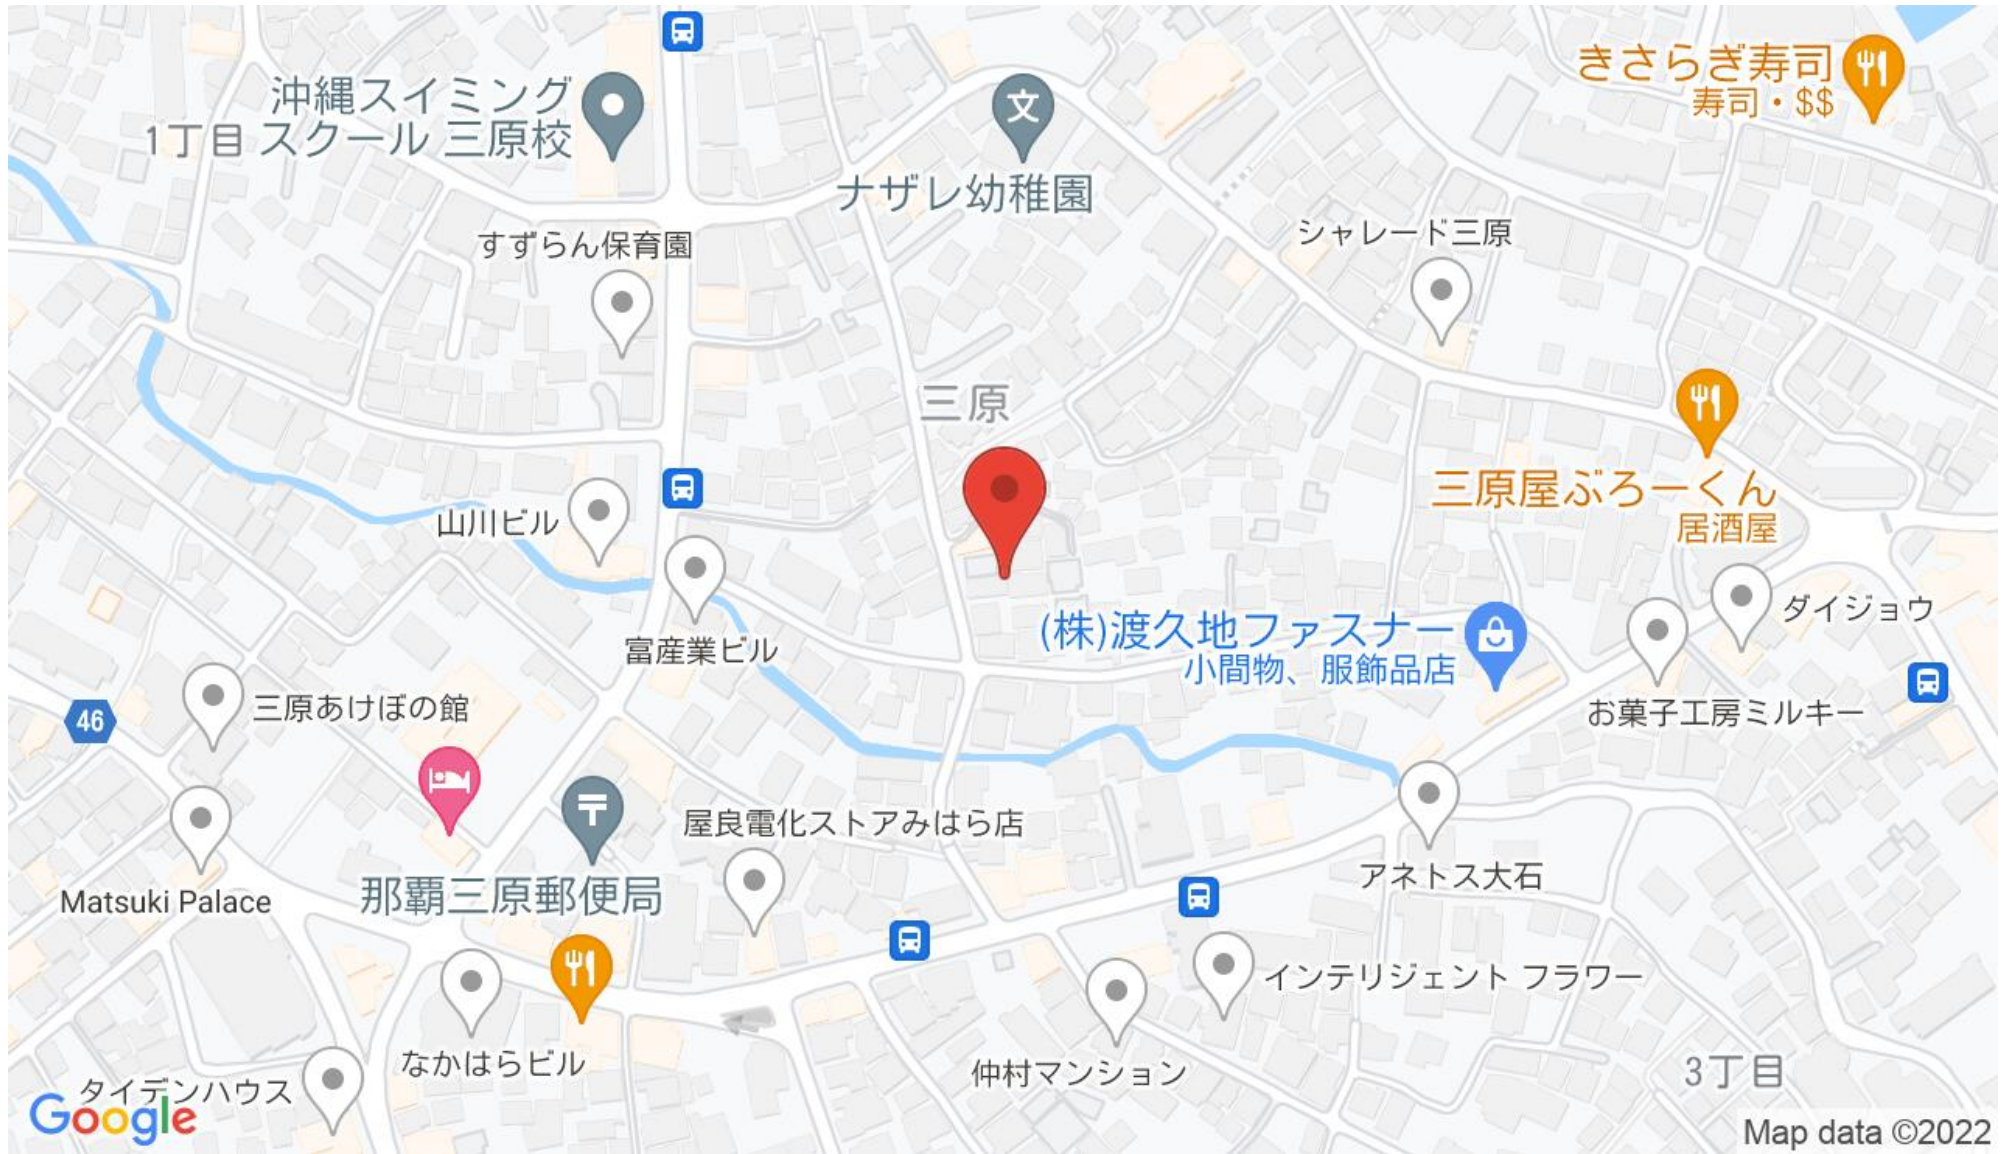 きさらぎ寿司
寿司・$$
沖縄スイミング
スクール 三原校
1丁目
ナザレ幼稚園
すずらん保育園
シャレード三原
三原
三原屋ぶろーくん
居酒屋
山川ビル
(株)渡久地ファスナー
小間物、服飾品店
ダイジョウ
富産業ビル
三原あけぼの館
46
お菓子工房ミルキー
屋良電化ストアみはら店
アネトス大石
Matsuki Palace
那覇三原郵便局
インテリジェント フラワー
なかはらビル
仲村マンション
3丁目
タイデンハウス
Google
Map data ©2022